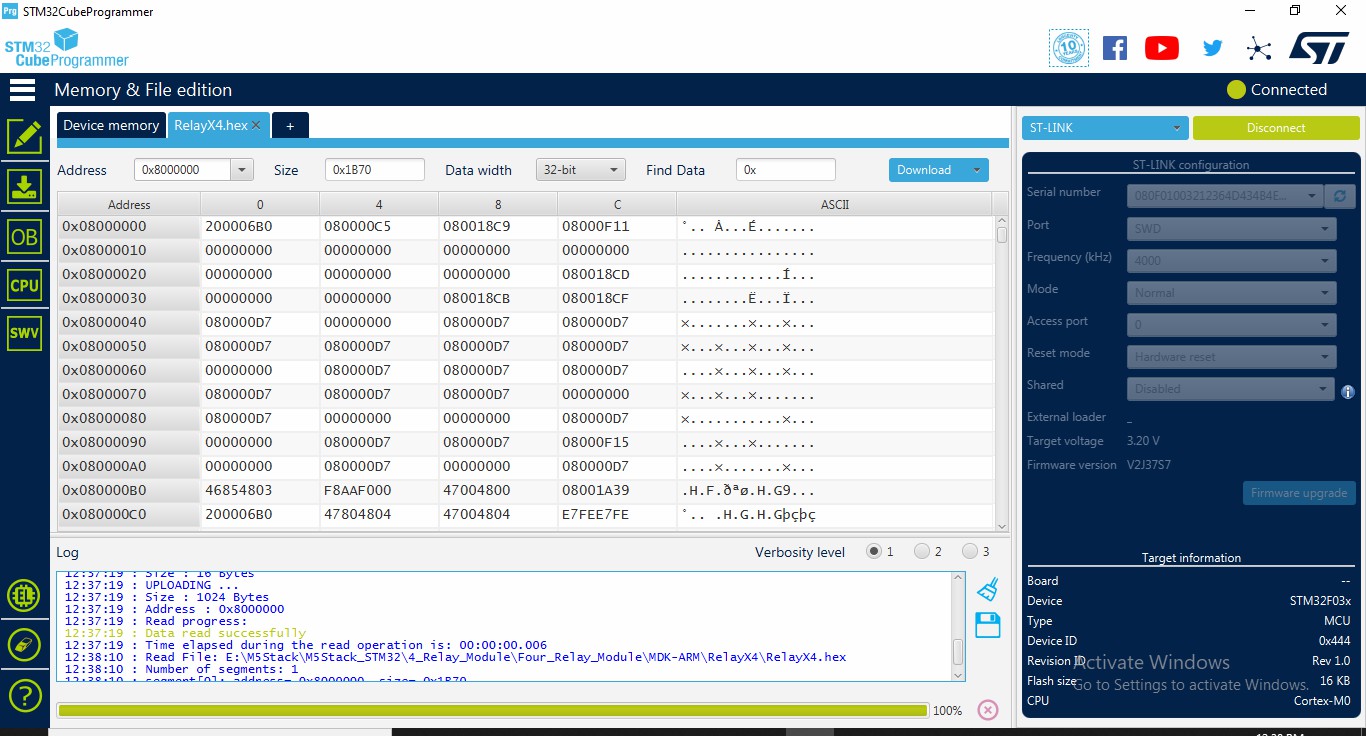 Prg STM32CubeProgrammer
STM32
CubeProgrammer
10
Memory & File edition
Connected
Device memory RelayX4.hex × +
ST-LINK Disconnect
Address 0x8000000 Size 0x1B70 Data width 32-bit Find Data 0x Download
Address 0 4 8 C ASCII
0x08000000 200006B0 080000C5 080018C9 08000F11 °.. À...É.......
0x08000010 00000000 00000000 00000000 00000000 ................
0x08000020 00000000 00000000 00000000 080018CD ............Í...
0x08000030 00000000 00000000 080018CB 080018CF ........Ë...Ï...
0x08000040 080000D7 00000000 080000D7 080000D7 ×.......×...×...
0x08000050 080000D7 080000D7 080000D7 080000D7 ×...×...×...×...
0x08000060 00000000 080000D7 080000D7 080000D7 ....×...×...×...
0x08000070 080000D7 080000D7 080000D7 00000000 ×...×...×.......
0x08000080 080000D7 00000000 00000000 080000D7 ×...........×...
0x08000090 00000000 080000D7 080000D7 08000F15 ....×...×.......
0x080000A0 00000000 080000D7 00000000 080000D7 ....×.......×...
0x080000B0 46854803 F8AAF000 47004800 08001A39 .H.F.ðªø.H.G9...
0x080000C0 200006B0 47804804 47004804 E7FEE7FE °.. .H.G.H.Gþçþç
OB
CPU
SWV
ST-LINK configuration
Serial number 080F01003212364D434B4E...
Port SWD
Frequency (kHz) 4000
Mode Normal
Access port 0
Reset mode Hardware reset
Shared Disabled
External loader _
Target voltage 3.20 V
Firmware version V2J37S7
Firmware upgrade
Log Verbosity level 1 2 3
12:37:19 : Size : 16 Bytes
12:37:19 : UPLOADING ...
12:37:19 : Size : 1024 Bytes
12:37:19 : Address : 0x8000000
12:37:19 : Read progress:
12:37:19 : Data read successfully
12:37:19 : Time elapsed during the read operation is: 00:00:00.006
12:38:10 : Read File: E:\M5Stack\M5Stack_STM32\4_Relay_Module\Four_Relay_Module\MDK-ARM\RelayX4\RelayX4.hex
12:38:10 : Number of segments: 1
12:38:10 : segment[0]: address= 0x8000000, size= 0x1B70
100%
Target information
Board --
Device STM32F03x
Type MCU
Device ID 0x444
Revision ID Rev 1.0
Flash size 16 KB
CPU Cortex-M0
Activate Windows
Go to Settings to activate Windows.